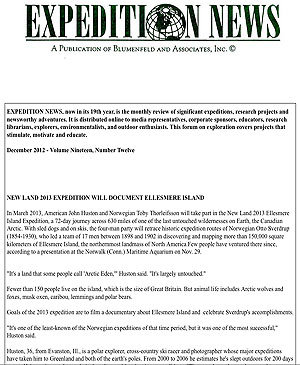 EXPEDITION NEWS
A PUBLICATION OF BLUMENFELD AND ASSOCIATES, INC. ©
EXPEDITION NEWS, now in its 19th year, is the monthly review of significant expeditions, research projects and
newsworthy adventures. It is distributed online to media representatives, corporate sponsors, educators, research
librarians, explorers, environmentalists, and outdoor enthusiasts. This forum on exploration covers projects that
stimulate, motivate and educate.
December 2012 - Volume Nineteen, Number Twelve
NEW LAND 2013 EXPEDITION WILL DOCUMENT ELLESMERE ISLAND
In March 2013, American John Huston and Norwegian Toby Thorleifsson will take part in the New Land 2013 Ellesmere
Island Expedition, a 72-day journey across 630 miles of one of the last untouched wildernesses on Earth, the Canadian
Arctic. With sled dogs and on skis, the four-man party will retrace historic expedition routes of Norwegian Otto Sverdrup
(1854-1930), who led a team of 17 men between 1898 and 1902 in discovering and mapping more than 150,000 square
kilometers of Ellesmere Island, the northernmost landmass of North America Few people have ventured there since,
according to a presentation at the Norwalk (Conn.) Maritime Aquarium on Nov. 29.
"It's a land that some people call 'Arctic Eden,'" Huston said. "It's largely untouched."
Fewer than 150 people live on the island, which is the size of Great Britain. But animal life includes Arctic wolves and
foxes, musk oxen, caribou, lemmings and polar bears.
Goals of the 2013 expedition are to film a documentary about Ellesmere Island and celebrate Sverdrup's accomplishments.
"It's one of the least-known of the Norwegian expeditions of that time period, but it was one of the most successful,"
Huston said.
Huston, 36, from Evanston, Ill., is a polar explorer, cross-country ski racer and photographer whose major expeditions
have taken him to Greenland and both of the earth's poles. From 2000 to 2006 he estimates he's slept outdoors for 200 days